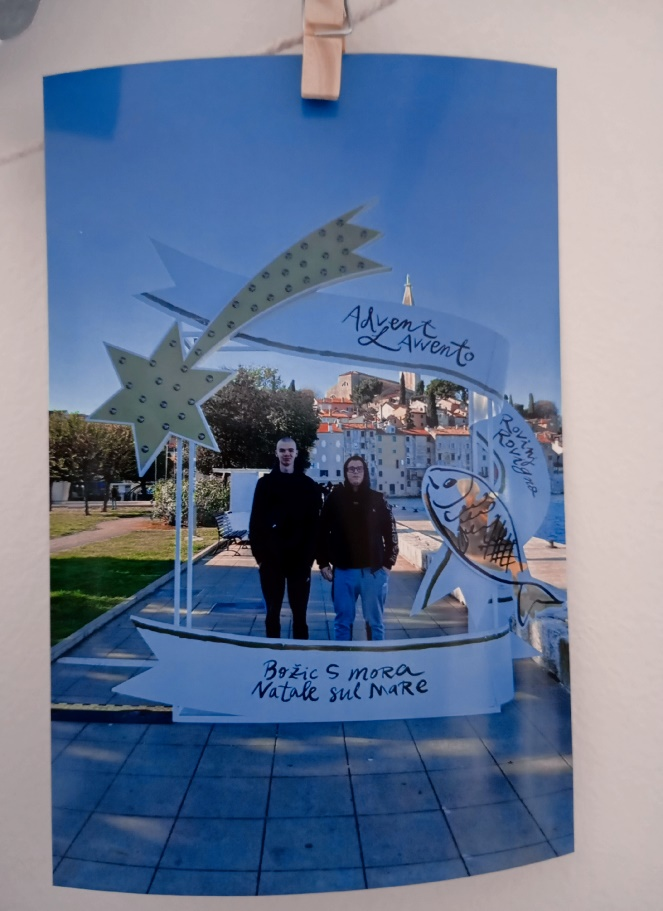 Advent
L'Avvento
Rovinj
Rovigno
Božić S mora
Natale sul MaRe